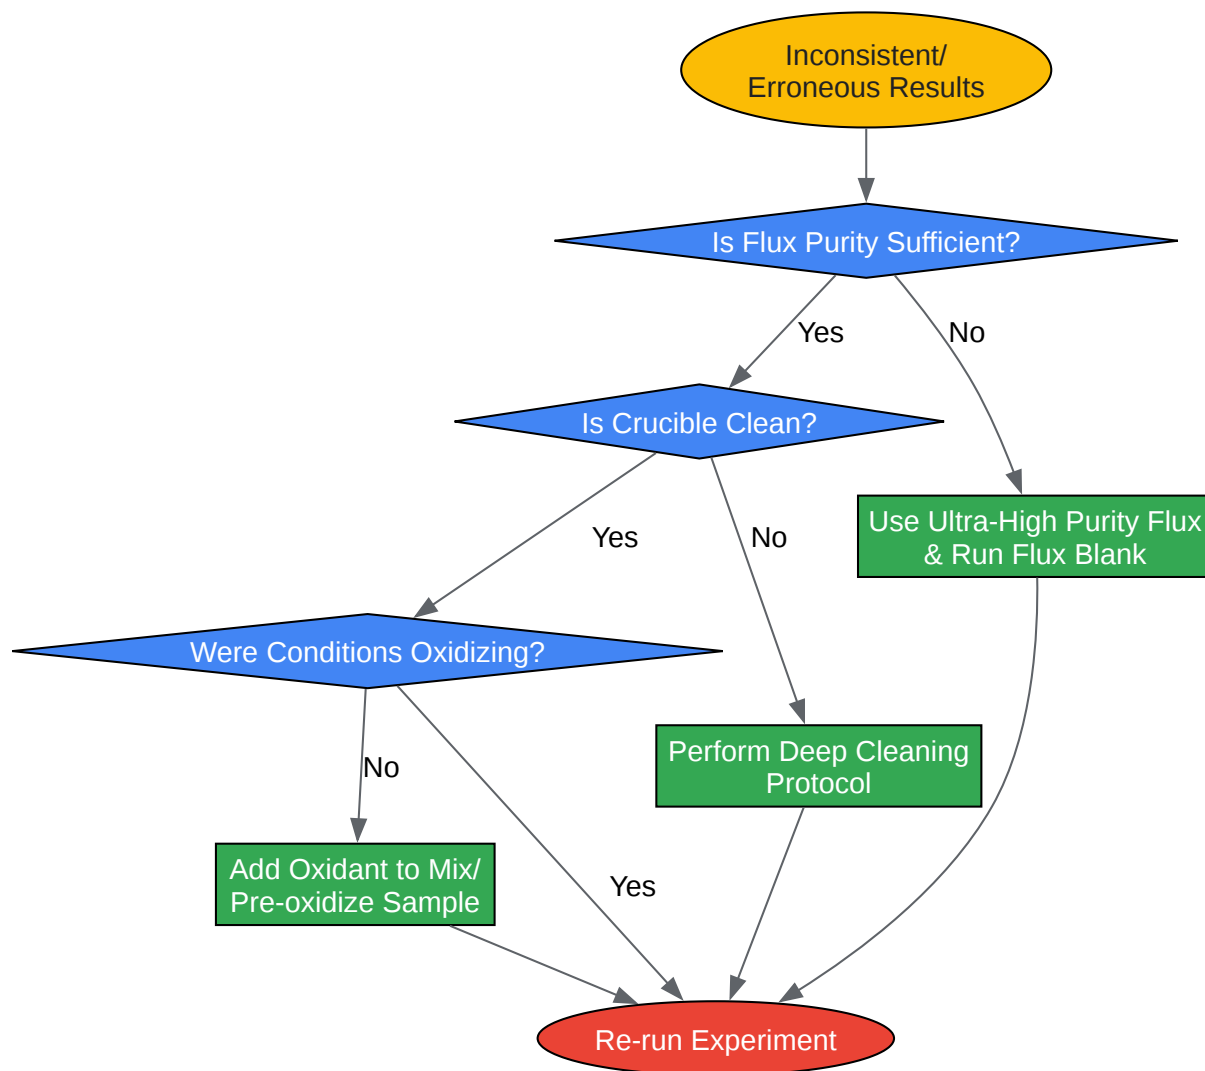 Inconsistent/
Erroneous Results
Is Flux Purity Sufficient?
Yes
No
Is Crucible Clean?
Use Ultra-High Purity Flux
& Run Flux Blank
Yes
No
Were Conditions Oxidizing?
Perform Deep Cleaning
Protocol
No
Add Oxidant to Mix/
Pre-oxidize Sample
Yes
Re-run Experiment